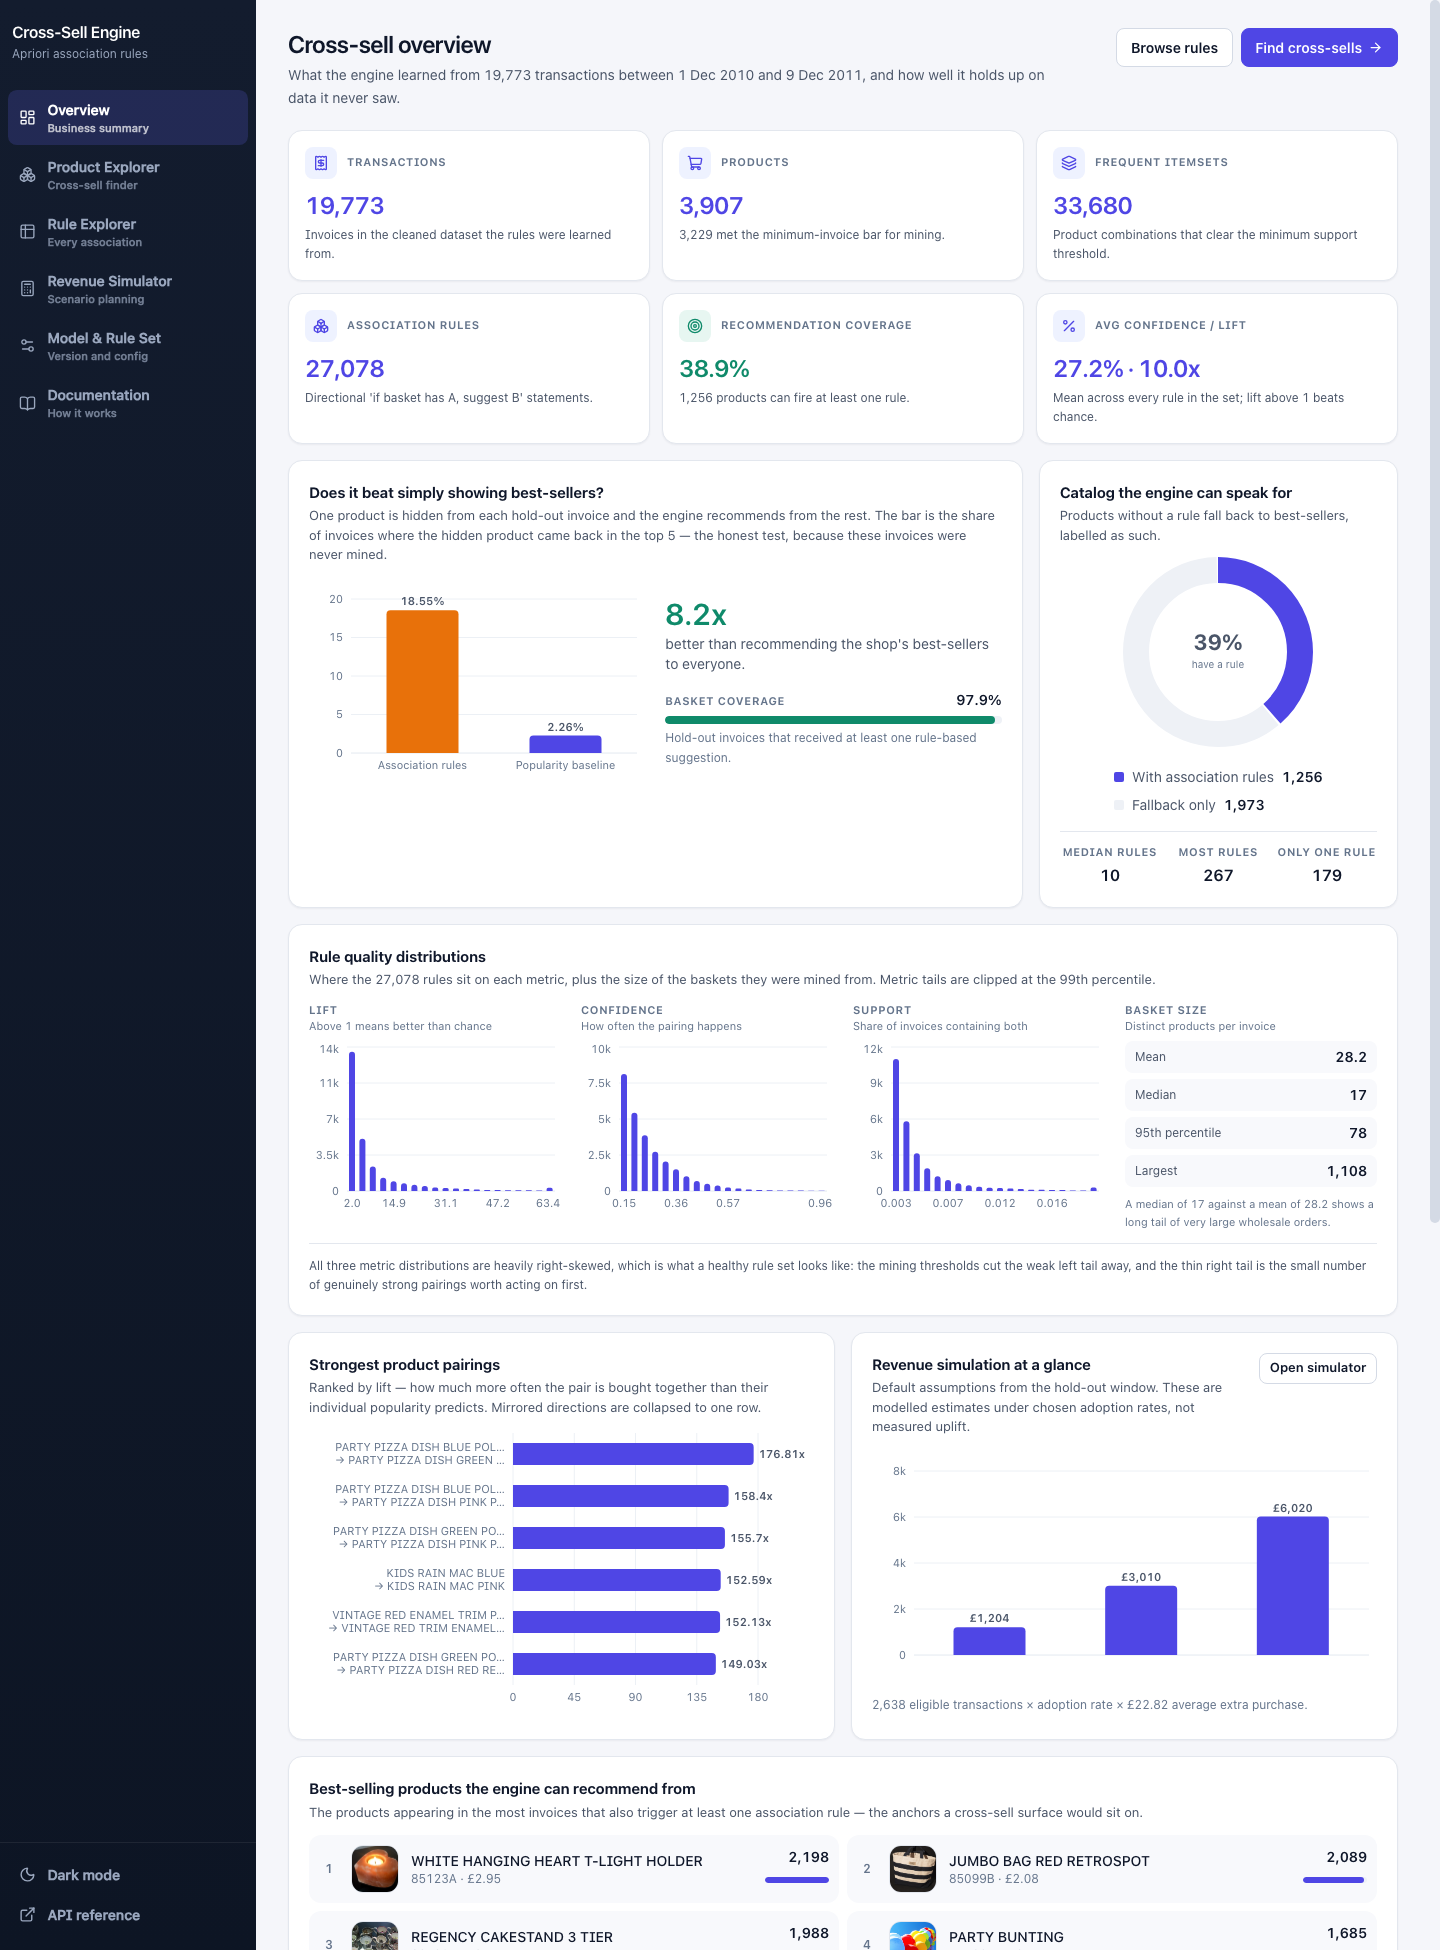 Cross-Sell Engine
Apriori association rules
Overview
Business summary
Product Explorer
Cross-sell finder
Rule Explorer
Every association
Revenue Simulator
Scenario planning
Model & Rule Set
Version and config
Documentation
How it works
Dark mode
API reference
Cross-sell overview
What the engine learned from 19,773 transactions between 1 Dec 2010 and 9 Dec 2011, and how well it holds up on
data it never saw.
Browse rules
Find cross-sells →
TRANSACTIONS
19,773
Invoices in the cleaned dataset the rules were learned
from.
PRODUCTS
3,907
3,229 met the minimum-invoice bar for mining.
FREQUENT ITEMSETS
33,680
Product combinations that clear the minimum support
threshold.
ASSOCIATION RULES
27,078
Directional 'if basket has A, suggest B' statements.
RECOMMENDATION COVERAGE
38.9%
1,256 products can fire at least one rule.
AVG CONFIDENCE / LIFT
27.2% · 10.0x
Mean across every rule in the set; lift above 1 beats
chance.
Does it beat simply showing best-sellers?
One product is hidden from each hold-out invoice and the engine recommends from the rest. The bar is the share
of invoices where the hidden product came back in the top 5 — the honest test, because these invoices were
never mined.
20
15
10
5
0
18.55%
2.26%
Association rules
Popularity baseline
8.2x
better than recommending the shop's best-sellers
to everyone.
BASKET COVERAGE 97.9%
Hold-out invoices that received at least one rule-based
suggestion.
Catalog the engine can speak for
Products without a rule fall back to best-sellers,
labelled as such.
39%
have a rule
With association rules 1,256
Fallback only 1,973
MEDIAN RULES
10
MOST RULES
267
ONLY ONE RULE
179
Rule quality distributions
Where the 27,078 rules sit on each metric, plus the size of the baskets they were mined from. Metric tails are clipped at the 99th percentile.
LIFT
Above 1 means better than chance
14k
11k
7k
3.5k
0
2.0 14.9 31.1 47.2 63.4
CONFIDENCE
How often the pairing happens
10k
7.5k
5k
2.5k
0
0.15 0.36 0.57 0.96
SUPPORT
Share of invoices containing both
12k
9k
6k
3k
0
0.003 0.007 0.012 0.016
BASKET SIZE
Distinct products per invoice
Mean 28.2
Median 17
95th percentile 78
Largest 1,108
A median of 17 against a mean of 28.2 shows a
long tail of very large wholesale orders.
All three metric distributions are heavily right-skewed, which is what a healthy rule set looks like: the mining thresholds cut the weak left tail away, and the thin right tail is the small number
of genuinely strong pairings worth acting on first.
Strongest product pairings
Ranked by lift — how much more often the pair is bought together than their
individual popularity predicts. Mirrored directions are collapsed to one row.
PARTY PIZZA DISH BLUE POL...
→ PARTY PIZZA DISH GREEN ...
176.81x
PARTY PIZZA DISH BLUE POL...
→ PARTY PIZZA DISH PINK P...
158.4x
PARTY PIZZA DISH GREEN PO...
→ PARTY PIZZA DISH PINK P...
155.7x
KIDS RAIN MAC BLUE
→ KIDS RAIN MAC PINK
152.59x
VINTAGE RED ENAMEL TRIM P...
→ VINTAGE RED TRIM ENAMEL...
152.13x
PARTY PIZZA DISH GREEN PO...
→ PARTY PIZZA DISH RED RE...
149.03x
0 45 90 135 180
Revenue simulation at a glance
Default assumptions from the hold-out window. These are
modelled estimates under chosen adoption rates, not
measured uplift.
Open simulator
8k
6k
4k
2k
0
£1,204
£3,010
£6,020
2,638 eligible transactions × adoption rate × £22.82 average extra purchase.
Best-selling products the engine can recommend from
The products appearing in the most invoices that also trigger at least one association rule — the anchors a cross-sell surface would sit on.
1
WHITE HANGING HEART T-LIGHT HOLDER
85123A · £2.95
2,198
2
JUMBO BAG RED RETROSPOT
85099B · £2.08
2,089
3
REGENCY CAKESTAND 3 TIER
1,988
4
PARTY BUNTING
1,685